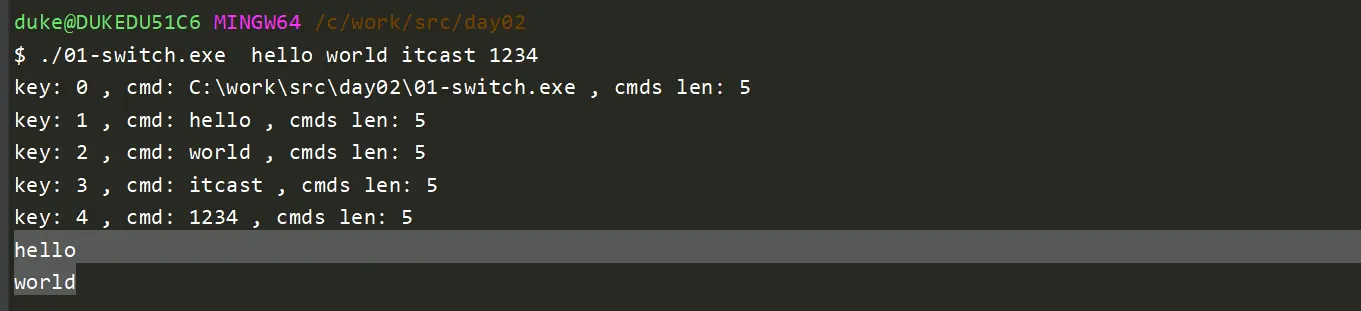 duke@DUKEDU51C6 MINGW64 /c/work/src/day02
$ ./01-switch.exe  hello world itcast 1234
key: 0 , cmd: C:\work\src\day02\01-switch.exe , cmds len: 5
key: 1 , cmd: hello , cmds len: 5
key: 2 , cmd: world , cmds len: 5
key: 3 , cmd: itcast , cmds len: 5
key: 4 , cmd: 1234 , cmds len: 5
hello
world